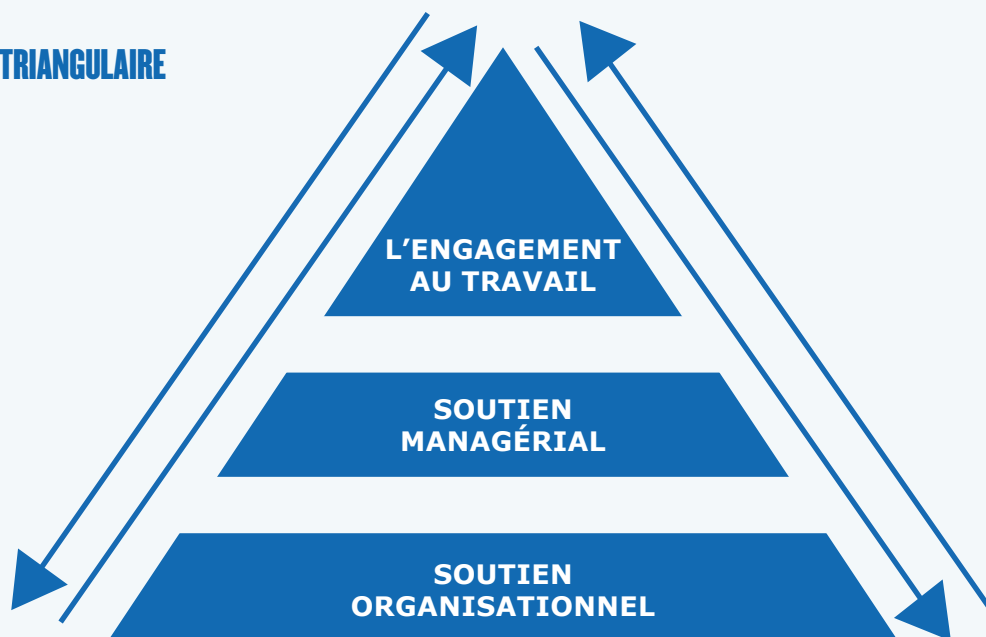 TRIANGULAIRE
L’ENGAGEMENT
AU TRAVAIL
SOUTIEN
MANAGÉRIAL
SOUTIEN
ORGANISATIONNEL